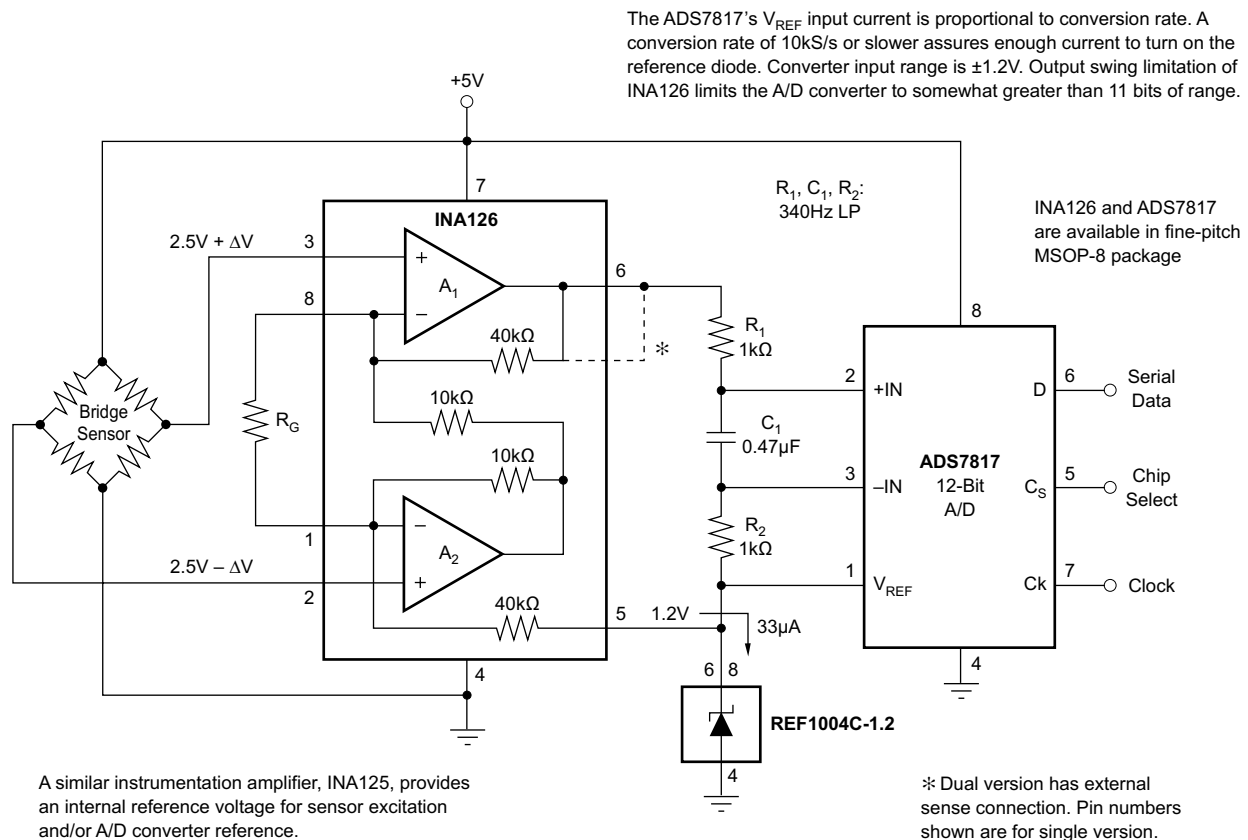 The ADS7817's VREF input current is proportional to conversion rate. A
conversion rate of 10kS/s or slower assures enough current to turn on the
reference diode. Converter input range is ±1.2V. Output swing limitation of
INA126 limits the A/D converter to somewhat greater than 11 bits of range.
+5V
7
INA126
R1, C1, R2:
340Hz LP
INA126 and ADS7817
are available in fine-pitch
MSOP-8 package
2.5V + ΔV
3
+
A1
–
6
8
40kΩ
*
R1
1kΩ
8
Bridge
Sensor
RG
10kΩ
10kΩ
C1
0.47µF
2
+IN
3
–IN
ADS7817
12-Bit
A/D
D
6
Serial
Data
CS
5
Chip
Select
1
–
A2
+
R2
1kΩ
2.5V – ΔV
2
1
VREF
Ck
7
Clock
40kΩ
5
1.2V
33µA
4
4
6
8
REF1004C-1.2
4
A similar instrumentation amplifier, INA125, provides
an internal reference voltage for sensor excitation
and/or A/D converter reference.
* Dual version has external
sense connection. Pin numbers
shown are for single version.